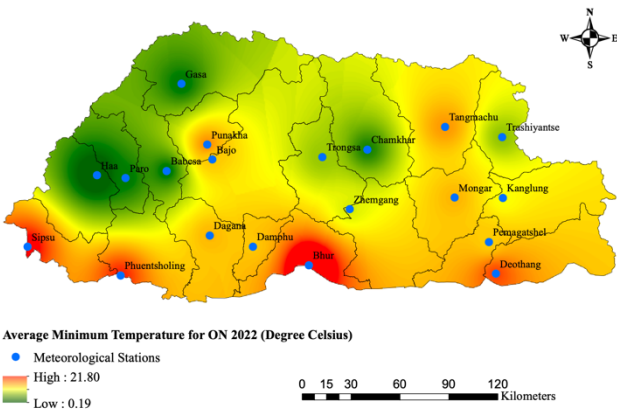 N
W E
S
Gasa
Tangmachu
Punakha
Trashiyantse
Bajo
Chamkhar
Trongsa
Babesa
Haa
Paro
Mongar
Kanglung
Zhemgang
Dagana
Damphu
Pemagatshel
Sipsu
Bhur
Phuentsholing
Deothang
Average Minimum Temperature for ON 2022 (Degree Celsius)
Meteorological Stations
High : 21.80
Low : 0.19
0 15 30 60 90 120
Kilometers